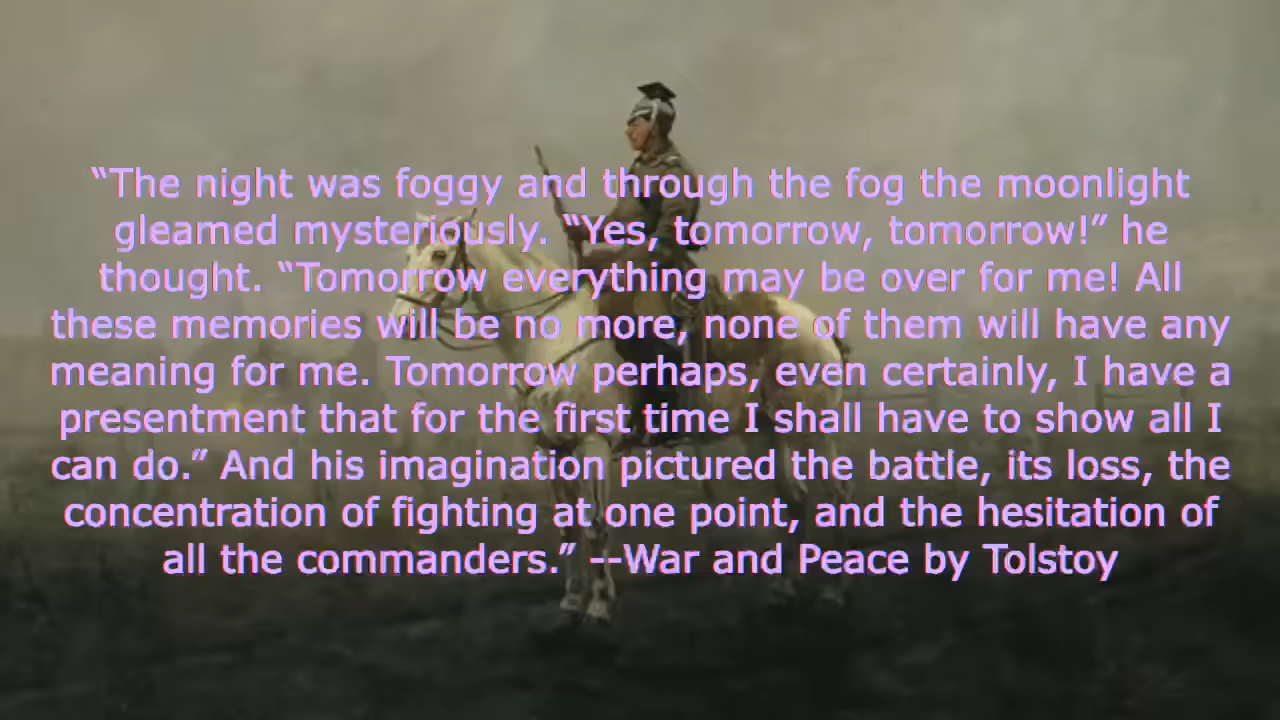 “The night was foggy and through the fog the moonlight
gleamed mysteriously. “Yes, tomorrow, tomorrow!” he
thought. “Tomorrow everything may be over for me! All
these memories will be no more, none of them will have any
meaning for me. Tomorrow perhaps, even certainly, I have a
presentment that for the first time I shall have to show all I
can do.” And his imagination pictured the battle, its loss, the
concentration of fighting at one point, and the hesitation of
all the commanders.” --War and Peace by Tolstoy